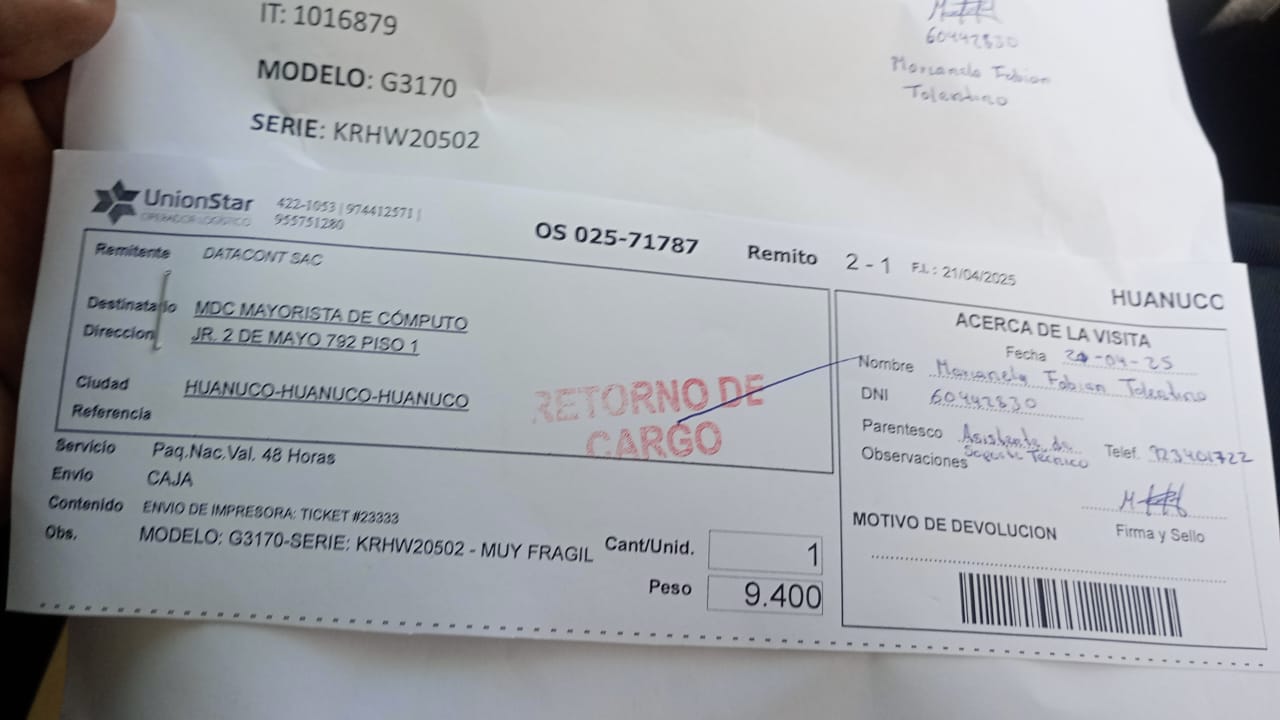 IT: 1016879
MODELO: G3170
SERIE: KRHW20502
60442830
Marianela Fabian
Tolentino
UnionStar
OPERADOR LOGISTICO
422-1053 | 974412571 |
955751280
OS 025-71787
Remito 2 - 1
F.I.: 21/04/2025
HUANUCO
Remitente DATACONT SAC
Destinatario MDC MAYORISTA DE CÓMPUTO
Direccion JR. 2 DE MAYO 792 PISO 1
Ciudad HUANUCO-HUANUCO-HUANUCO
Referencia
RETORNO DE
CARGO
Servicio Paq.Nac.Val. 48 Horas
Envio CAJA
Contenido ENVIO DE IMPRESORA: TICKET #23333
Obs. MODELO: G3170-SERIE: KRHW20502 - MUY FRAGIL
Cant/Unid. 1
Peso 9.400
ACERCA DE LA VISITA
Fecha -04-25
Nombre Marianela Fabian Tolentino
DNI 60442830
Parentesco Asistente de
Soporte Técnico
Telef. 923401722
Observaciones
MOTIVO DE DEVOLUCION
Firma y Sello